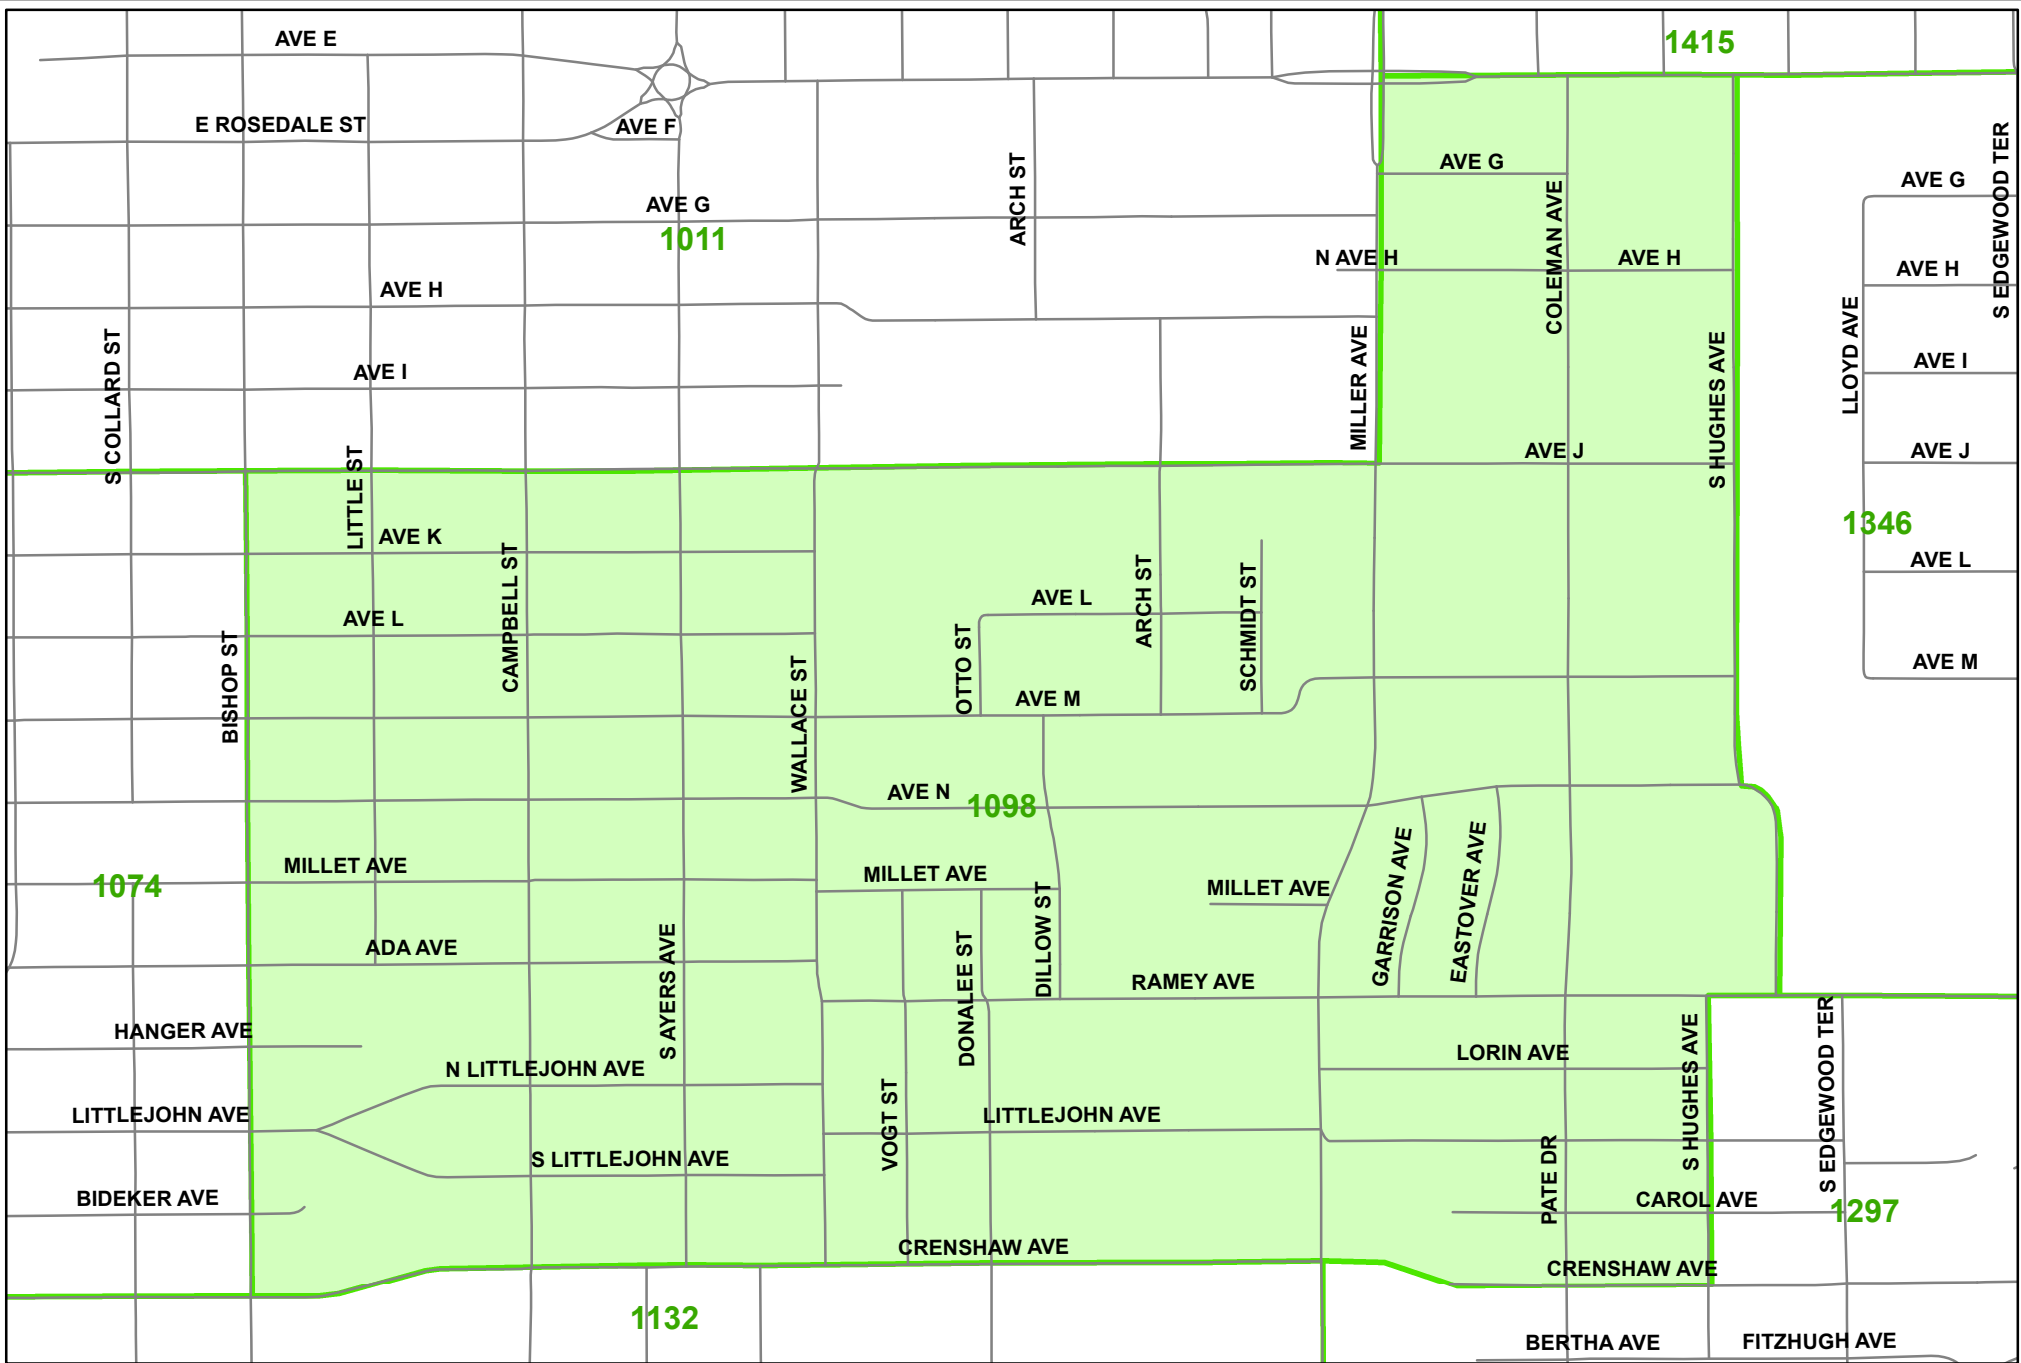 AVE E
1415
E ROSEDALE ST
AVE F
AVE G
AVE G
AVE G
S EDGEWOOD TER
ARCH ST
COLEMAN AVE
AVE G
1011
N AVE H
AVE H
AVE H
AVE H
LLOYD AVE
MILLER AVE
S HUGHES AVE
S COLLARD ST
AVE I
AVE I
LITTLE ST
AVE J
AVE J
1346
AVE K
CAMPBELL ST
ARCH ST
SCHMIDT ST
AVE L
AVE L
AVE L
BISHOP ST
OTTO ST
WALLACE ST
AVE M
AVE M
AVE N
1098
GARRISON AVE
EASTOVER AVE
1074
MILLET AVE
MILLET AVE
MILLET AVE
DILLOW ST
ADA AVE
S AYERS AVE
DONALEE ST
RAMEY AVE
HANGER AVE
S HUGHES AVE
S EDGEWOOD TER
LORIN AVE
N LITTLEJOHN AVE
VOGT ST
LITTLEJOHN AVE
LITTLEJOHN AVE
PATE DR
S LITTLEJOHN AVE
BIDEKER AVE
CAROL AVE
1297
CRENSHAW AVE
CRENSHAW AVE
1132
BERTHA AVE
FITZHUGH AVE